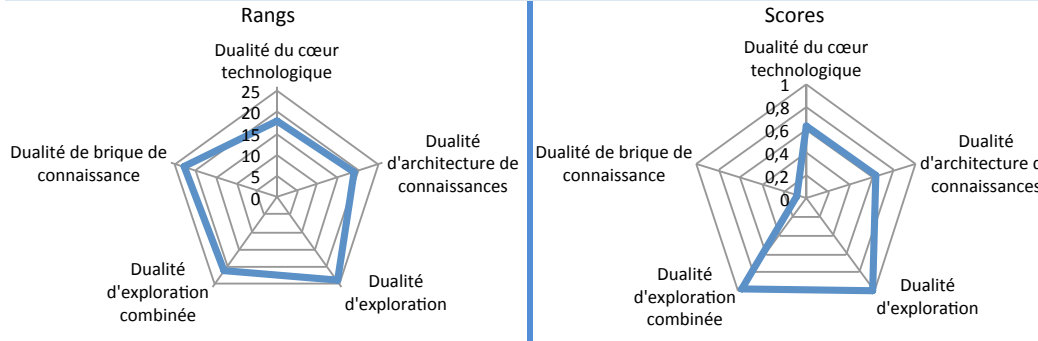 Rangs
Dualité du cœur
technologique
25
20
15
10
5
0
Dualité
d'architecture de
connaissances
Dualité
d'exploration
Dualité
d'exploration
combinée
Dualité de brique de
connaissance
Scores
Dualité du cœur
technologique
1
0,8
0,6
0,4
0,2
0
Dualité
d'architecture d
connaissances
Dualité
d'exploration
Dualité
d'exploration
combinée
Dualité de brique de
connaissance